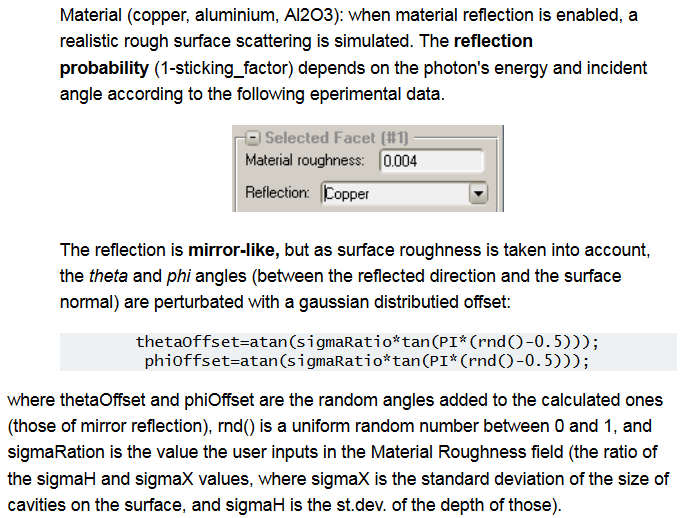 Material (copper, aluminium, Al2O3): when material reflection is enabled, a
realistic rough surface scattering is simulated. The reflection
probability (1-sticking_factor) depends on the photon's energy and incident
angle according to the following eperimental data.
Selected Facet (#1)
Material roughness: 0.004
Reflection: Copper
The reflection is mirror-like, but as surface roughness is taken into account,
the theta and phi angles (between the reflected direction and the surface
normal) are perturbated with a gaussian distributied offset:
thetaOffset=atan(sigmaRatio*tan(PI*(rnd()-0.5)));
phiOffset=atan(sigmaRatio*tan(PI*(rnd()-0.5)));
where thetaOffset and phiOffset are the random angles added to the calculated ones
(those of mirror reflection), rnd() is a uniform random number between 0 and 1, and
sigmaRation is the value the user inputs in the Material Roughness field (the ratio of
the sigmaH and sigmaX values, where sigmaX is the standard deviation of the size of
cavities on the surface, and sigmaH is the st.dev. of the depth of those).